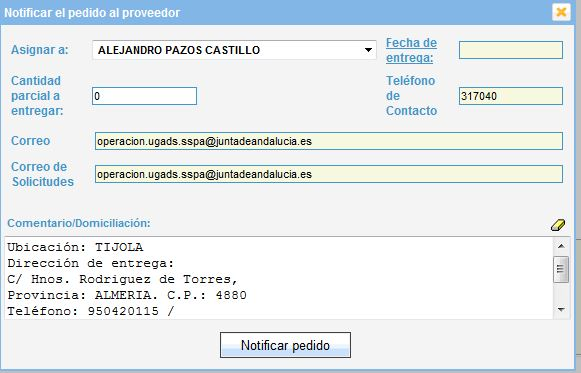 Notificar el pedido al proveedor
Asignar a: ALEJANDRO PAZOS CASTILLO
Fecha de entrega:
Cantidad parcial a entregar: 0
Teléfono de Contacto 317040
Correo operacion.ugads.sspa@juntadeandalucia.es
Correo de Solicitudes operacion.ugads.sspa@juntadeandalucia.es
Comentario/Domiciliación:
Ubicación: TIJOLA
Dirección de entrega:
C/ Hnos. Rodriguez de Torres,
Provincia: ALMERIA. C.P.: 4880
Teléfono: 950420115 /
Notificar pedido